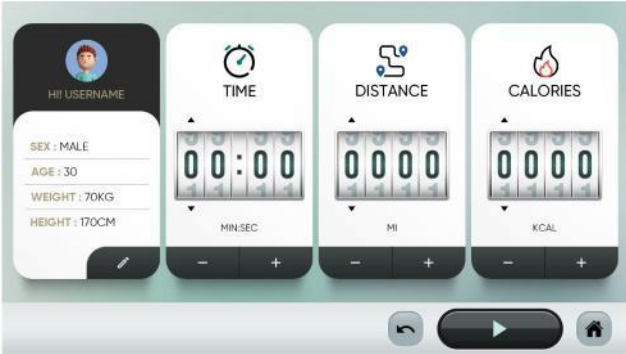 HI! USERNAME
SEX : MALE
AGE : 30
WEIGHT : 70KG
HEIGHT : 170CM
TIME
00:00
MIN:SEC
- +
DISTANCE
0000
MI
- +
CALORIES
0000
KCAL
- +